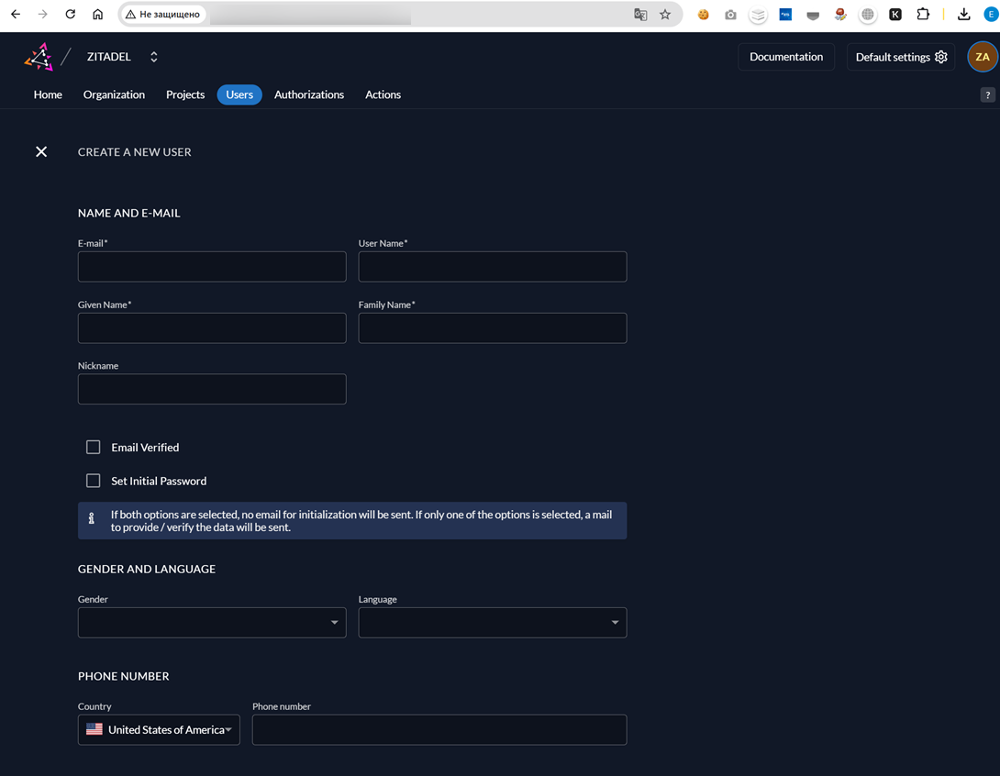 Не защищено
ZITADEL
Documentation
Default settings
ZA
Home Organization Projects Users Authorizations Actions
?
CREATE A NEW USER
NAME AND E-MAIL
E-mail* User Name*
Given Name* Family Name*
Nickname
Email Verified
Set Initial Password
If both options are selected, no email for initialization will be sent. If only one of the options is selected, a mail
to provide / verify the data will be sent.
GENDER AND LANGUAGE
Gender Language
PHONE NUMBER
Country Phone number
United States of America